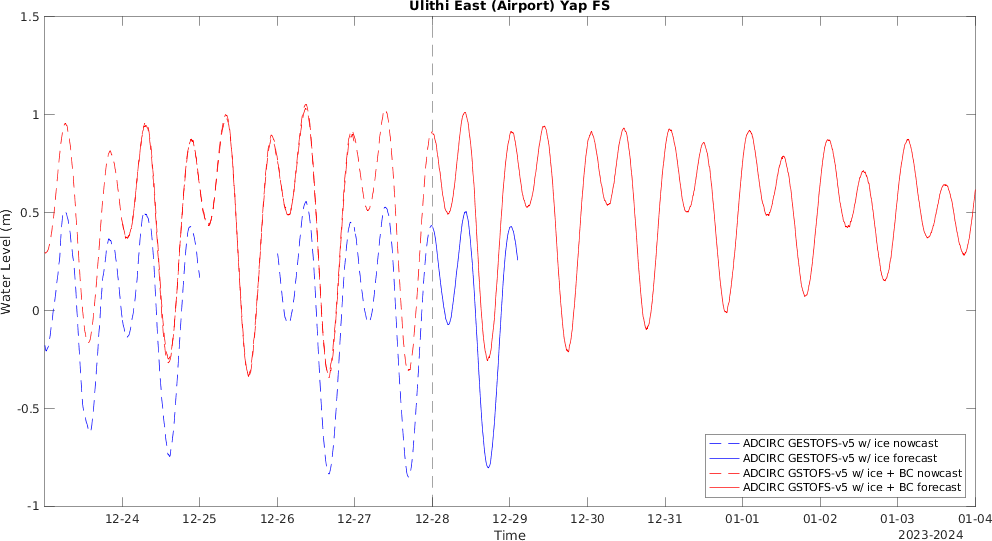 Ulithi East (Airport) Yap FS
Water Level (m)
1.5
1
0.5
0
-0.5
-1
12-24
12-25
12-26
12-27
12-28
12-29
12-30
12-31
01-01
01-02
01-03
01-04
Time
2023-2024
ADCIRC GESTOFS-v5 w/ ice nowcast
ADCIRC GESTOFS-v5 w/ ice forecast
ADCIRC GSTOFS-v5 w/ ice + BC nowcast
ADCIRC GSTOFS-v5 w/ ice + BC forecast